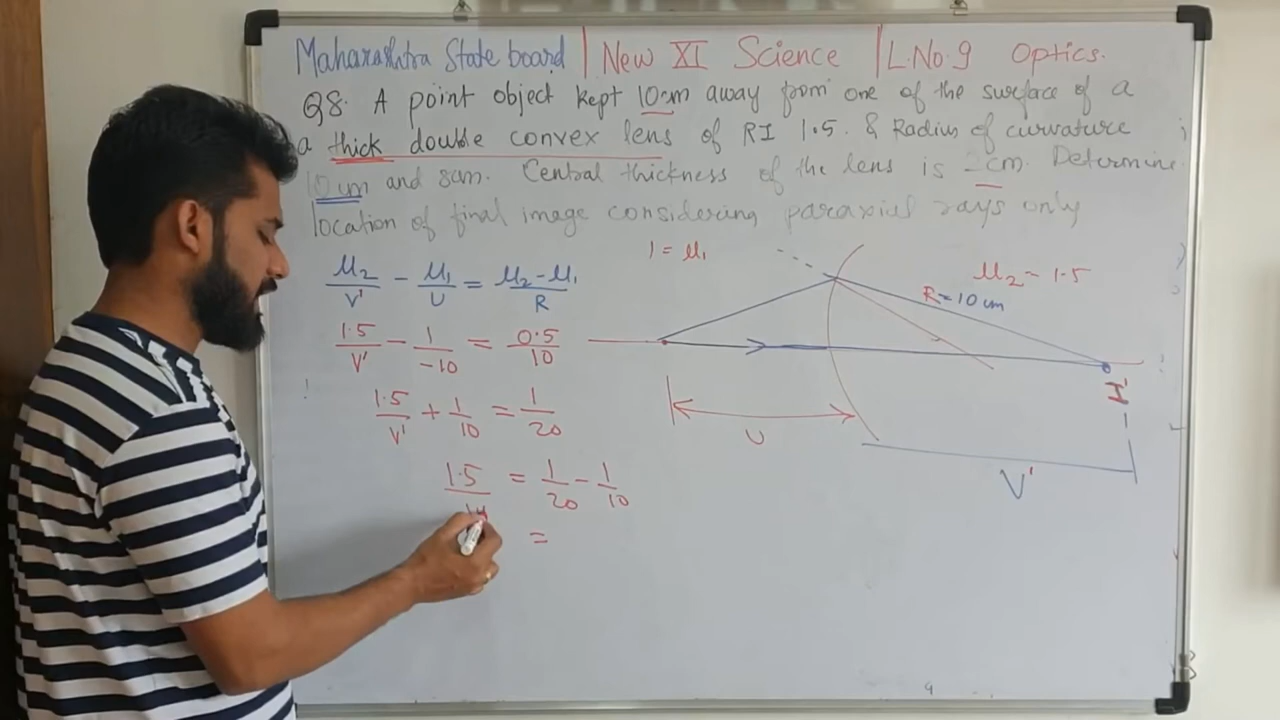 Maharashtra State board | New XI Science | L.No.9 Optics.
Q8. A point object kept 10cm away from one of the surface of a
a thick double convex lens of RI 1.5. & Radius of curvature
10 cm and 8cm. Central thickness of the lens is 2cm. Determine
location of final image considering paraxial rays only
μ₂/V' - μ₁/U = μ₂-μ₁/R
1.5/V' - 1/-10 = 0.5/10
1.5/V' + 1/10 = 1/20
1.5/ = 1/20 - 1/10
=
1 = μ₁
μ₂ - 1.5
R=10 cm
U
V'